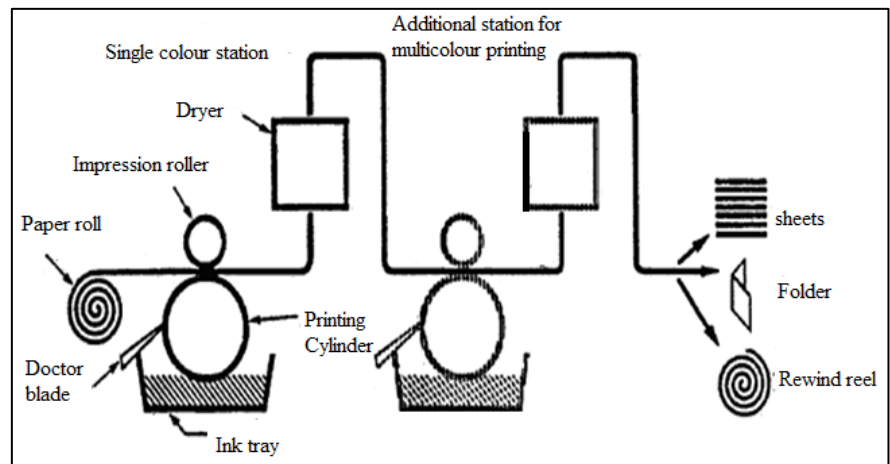 Single colour station
Additional station for
multicolour printing
Dryer
Impression roller
Paper roll
Doctor
blade
Ink tray
Printing
Cylinder
sheets
Folder
Rewind reel